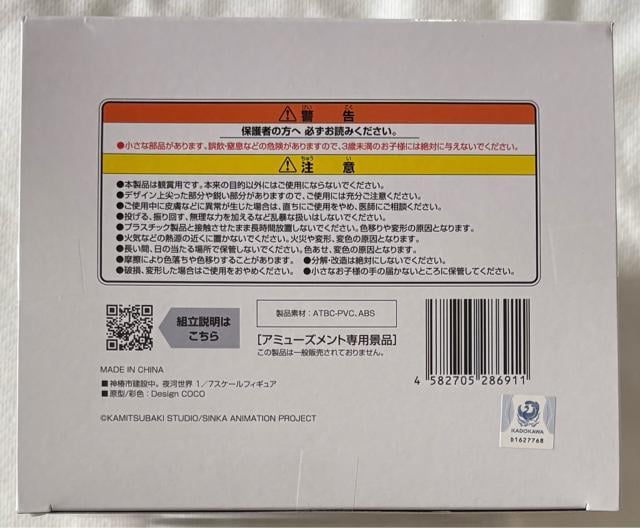 ⚠警告
けい こく
保護者の方へ 必ずお読みください。
●小さな部品があります。誤飲・窒息などの危険がありますので、3歳未満のお子様には絶対に与えないでください。
⚠注意
ちゅう い
●本製品は観賞用です。本来の目的以外にはご使用にならないでください。
●デザイン上尖った部分や鋭い部分がありますので、ご使用には充分ご注意ください。
●ご使用中に皮膚などに異常が生じた場合は、直ちにご使用をやめ、医師にご相談ください。
●投げる、振り回す、無理な力を加えるなど乱暴な扱いはしないでください。
●プラスチック製品と接触させたまま長時間放置しないでください。色移りや変形の原因となります。
●火気などの熱源の近くに置かないでください。火災や変形、変色の原因となります。
●長い間、日の当たる場所で保管しないでください。色あせ、変色の原因となります。
●摩擦により色落ちや色移りすることがあります。 ●分解・改造は絶対にしないでください。
●破損、変形した場合はご使用をおやめください。 ●小さなお子様の手の届かないところに保管してください。
組立説明は
こちら
製品素材：ATBC-PVC、ABS
[アミューズメント専用景品]
この製品は一般販売されておりません。
4 582705 286911
MADE IN CHINA
■神椿市建設中。夜河世界 1/7スケールフィギュア
■原型/彩色：Design COCO
©KAMITSUBAKI STUDIO/SINKA ANIMATION PROJECT
KADOKAWA
D1627768